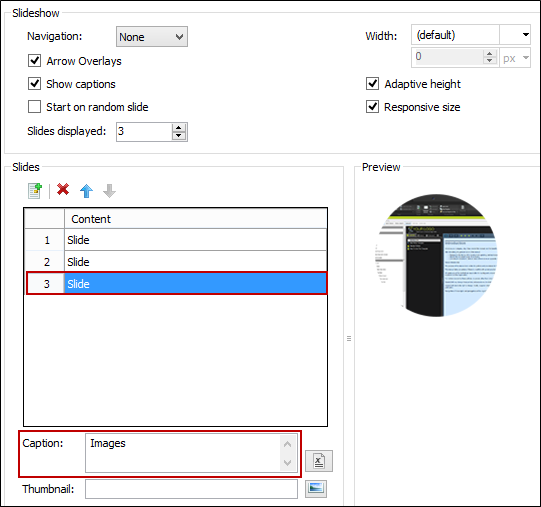 Slideshow
Navigation: None
Width: (default)
0 px
Arrow Overlays
Show captions
Adaptive height
Start on random slide
Responsive size
Slides displayed: 3
Slides
Preview
Content
1 Slide
2 Slide
3 Slide
Caption: Images
Thumbnail: